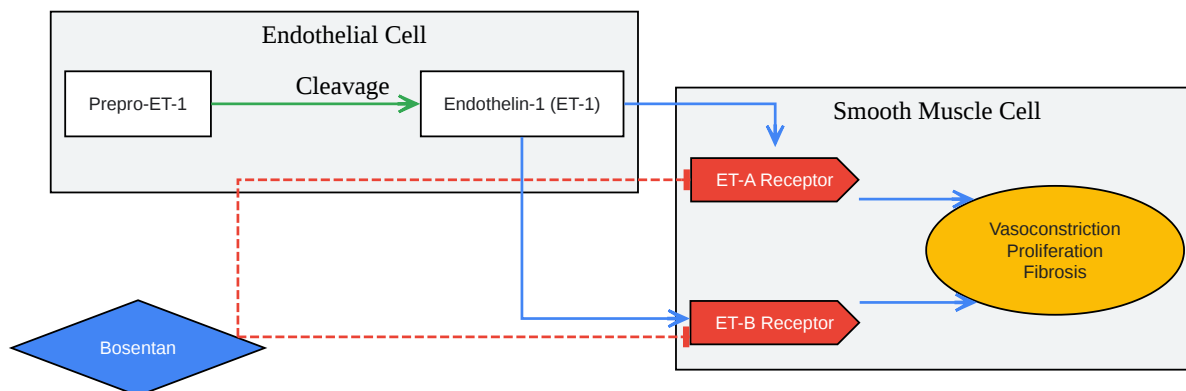 Endothelial Cell
Cleavage
Prepro-ET-1
Endothelin-1 (ET-1)
Smooth Muscle Cell
ET-A Receptor
Vasoconstriction
Proliferation
Fibrosis
ET-B Receptor
Bosentan